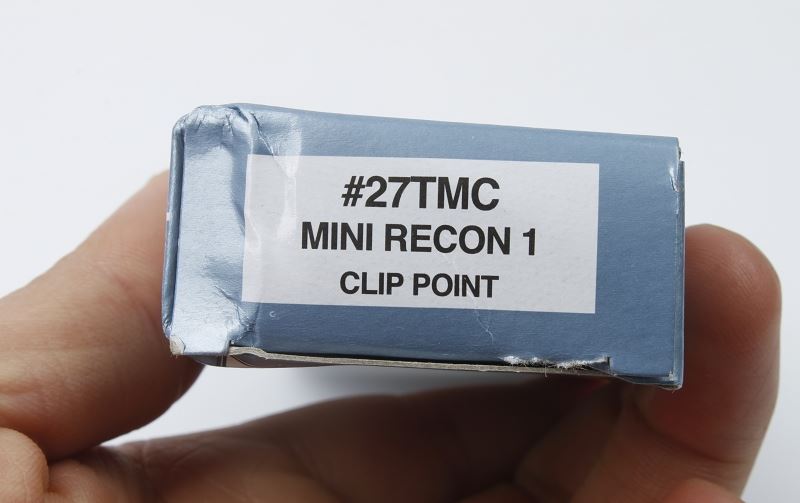 #27TMC
MINI RECON 1
CLIP POINT